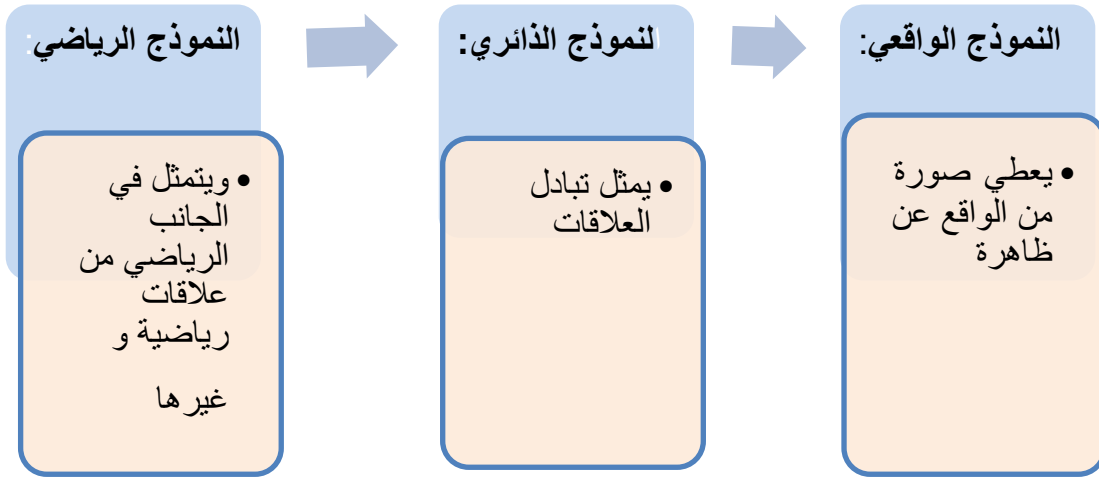 النموذج الواقعي:
• يعطي صورة
من الواقع عن
ظاهرة
النموذج الذائري:
• يمثل تبادل
العلاقات
النموذج الرياضي:
• ويتمثل في
الجانب
الرياضي من
علاقات
رياضية و
غيرها